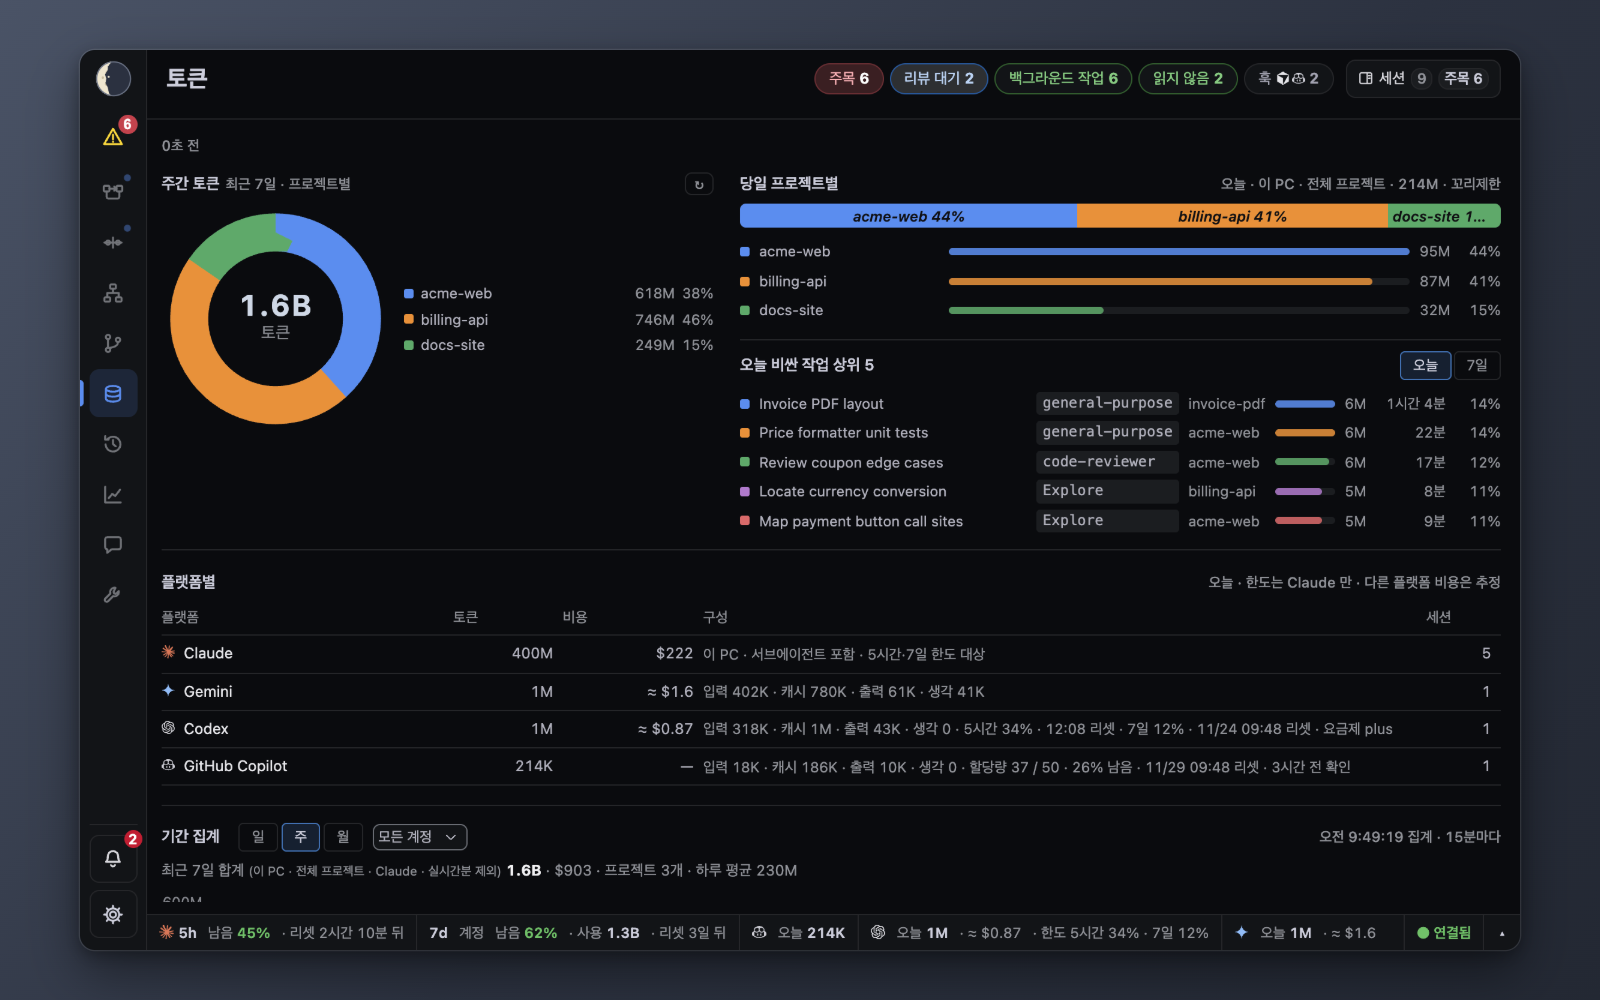 토큰
주목 6
리뷰 대기 2
백그라운드 작업 6
읽지 않음 2
훅 2
세션 9 주목 6
6
0초 전
주간 토큰 최근 7일 · 프로젝트별
↻
1.6B
토큰
acme-web 618M 38%
billing-api 746M 46%
docs-site 249M 15%
당일 프로젝트별
오늘 · 이 PC · 전체 프로젝트 · 214M · 꼬리제한
acme-web 44%
billing-api 41%
docs-site 1...
acme-web 95M 44%
billing-api 87M 41%
docs-site 32M 15%
오늘 비싼 작업 상위 5
오늘 7일
Invoice PDF layout general-purpose invoice-pdf 6M 1시간 4분 14%
Price formatter unit tests general-purpose acme-web 6M 22분 14%
Review coupon edge cases code-reviewer acme-web 6M 17분 12%
Locate currency conversion Explore billing-api 5M 8분 11%
Map payment button call sites Explore acme-web 5M 9분 11%
플랫폼별
오늘 · 한도는 Claude 만 · 다른 플랫폼 비용은 추정
플랫폼 토큰 비용 구성 세션
Claude 400M $222 이 PC · 서브에이전트 포함 · 5시간·7일 한도 대상 5
Gemini 1M ≈ $1.6 입력 402K · 캐시 780K · 출력 61K · 생각 41K 1
Codex 1M ≈ $0.87 입력 318K · 캐시 1M · 출력 43K · 생각 0 · 5시간 34% · 12:08 리셋 · 7일 12% · 11/24 09:48 리셋 · 요금제 plus 1
GitHub Copilot 214K — 입력 18K · 캐시 186K · 출력 10K · 생각 0 · 할당량 37 / 50 · 26% 남음 · 11/29 09:48 리셋 · 3시간 전 확인 1
기간 집계 일 주 월 모든 계정
오전 9:49:19 집계 · 15분마다
최근 7일 합계 (이 PC · 전체 프로젝트 · Claude · 실시간분 제외) 1.6B · $903 · 프로젝트 3개 · 하루 평균 230M
600M
2
5h 남음 45% · 리셋 2시간 10분 뒤
7d 계정 남음 62% · 사용 1.3B · 리셋 3일 뒤
오늘 214K
오늘 1M · ≈ $0.87 · 한도 5시간 34% · 7일 12%
오늘 1M · ≈ $1.6
연결됨